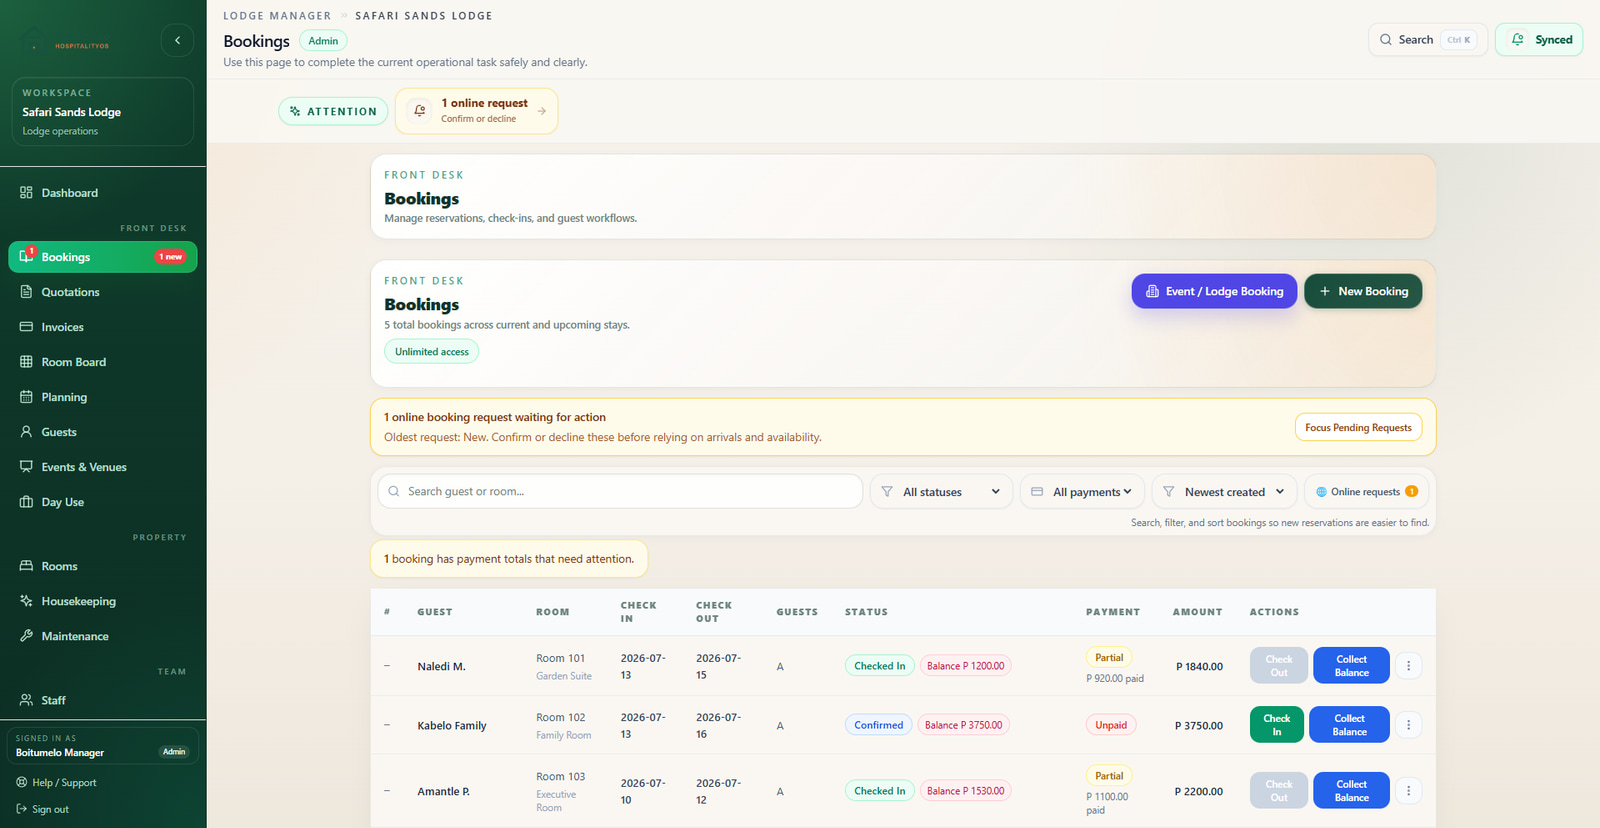 HOSPITALITYOS
WORKSPACE
Safari Sands Lodge
Lodge operations
Dashboard
FRONT DESK
1
Bookings
1 new
Quotations
Invoices
Room Board
Planning
Guests
Events & Venues
Day Use
PROPERTY
Rooms
Housekeeping
Maintenance
TEAM
Staff
SIGNED IN AS
Boitumelo Manager
Admin
Help / Support
Sign out
LODGE MANAGER » SAFARI SANDS LODGE
Bookings Admin
Use this page to complete the current operational task safely and clearly.
Search Ctrl K
Synced
ATTENTION
1 online request
Confirm or decline
FRONT DESK
Bookings
Manage reservations, check-ins, and guest workflows.
FRONT DESK
Bookings
5 total bookings across current and upcoming stays.
Unlimited access
Event / Lodge Booking
New Booking
1 online booking request waiting for action
Oldest request: New. Confirm or decline these before relying on arrivals and availability.
Focus Pending Requests
Search guest or room...
All statuses
All payments
Newest created
Online requests 1
Search, filter, and sort bookings so new reservations are easier to find.
1 booking has payment totals that need attention.
# GUEST ROOM CHECK IN CHECK OUT GUESTS STATUS PAYMENT AMOUNT ACTIONS
– Naledi M. Room 101 Garden Suite 2026-07-13 2026-07-15 A Checked In Balance P 1200.00 Partial P 920.00 paid P 1840.00 Check Out Collect Balance
– Kabelo Family Room 102 Family Room 2026-07-13 2026-07-16 A Confirmed Balance P 3750.00 Unpaid P 3750.00 Check In Collect Balance
– Amantle P. Room 103 Executive Room 2026-07-10 2026-07-12 A Checked In Balance P 1530.00 Partial P 1100.00 paid P 2200.00 Check Out Collect Balance